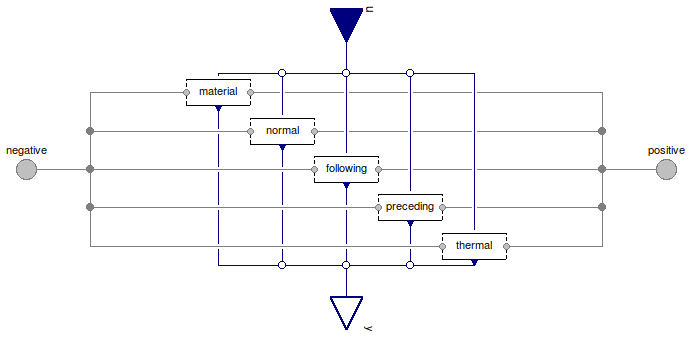 u
material
normal
negative
positive
following
preceding
thermal
y